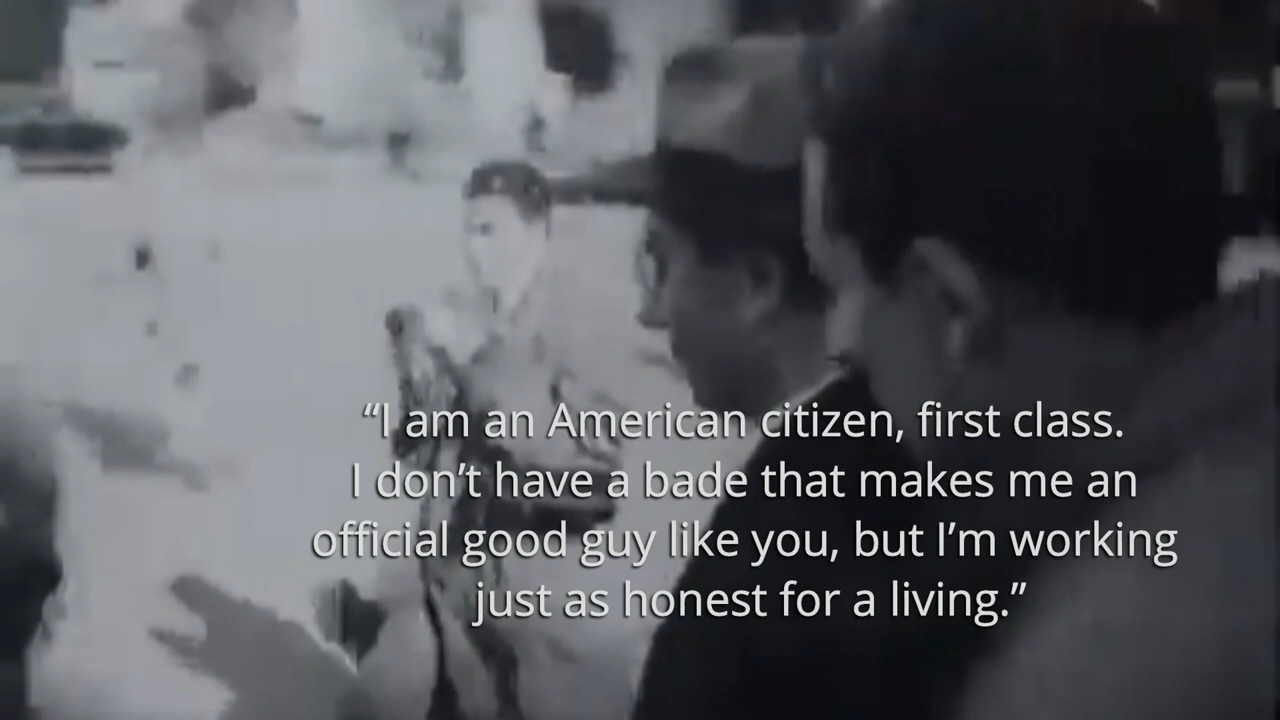 “I am an American citizen, first class.
I don’t have a bade that makes me an
official good guy like you, but I’m working
just as honest for a living.”